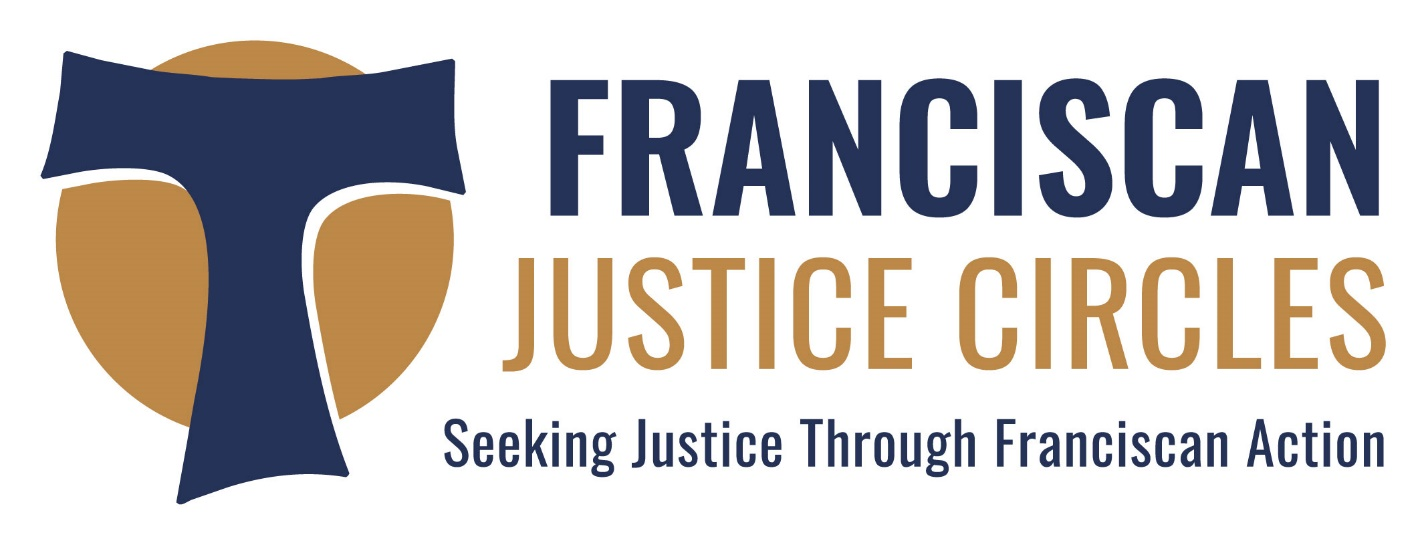 FRANCISCAN
JUSTICE CIRCLES
Seeking Justice Through Franciscan Action